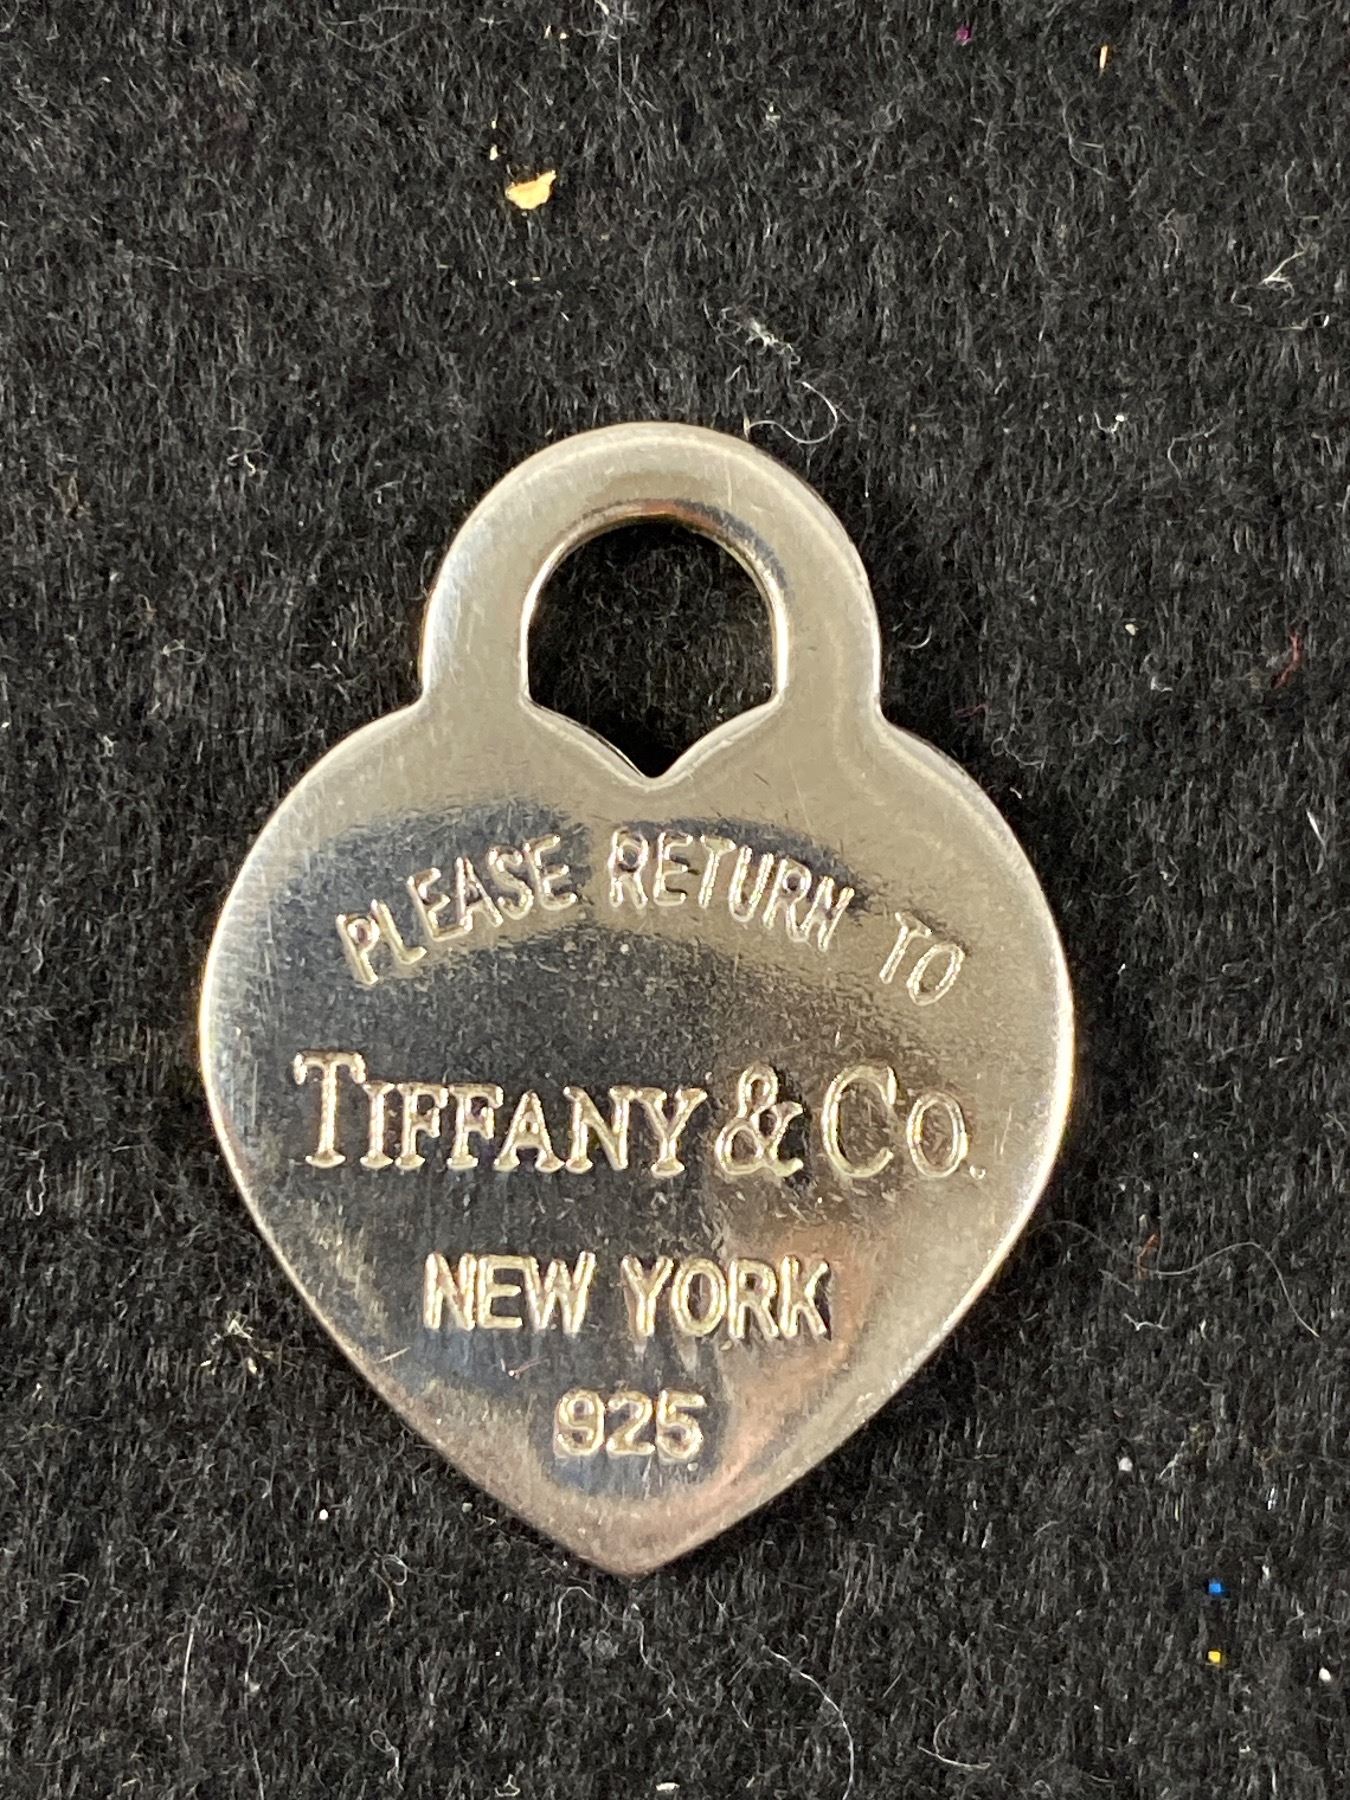 PLEASE RETURN TO
TIFFANY & CO.
NEW YORK
925